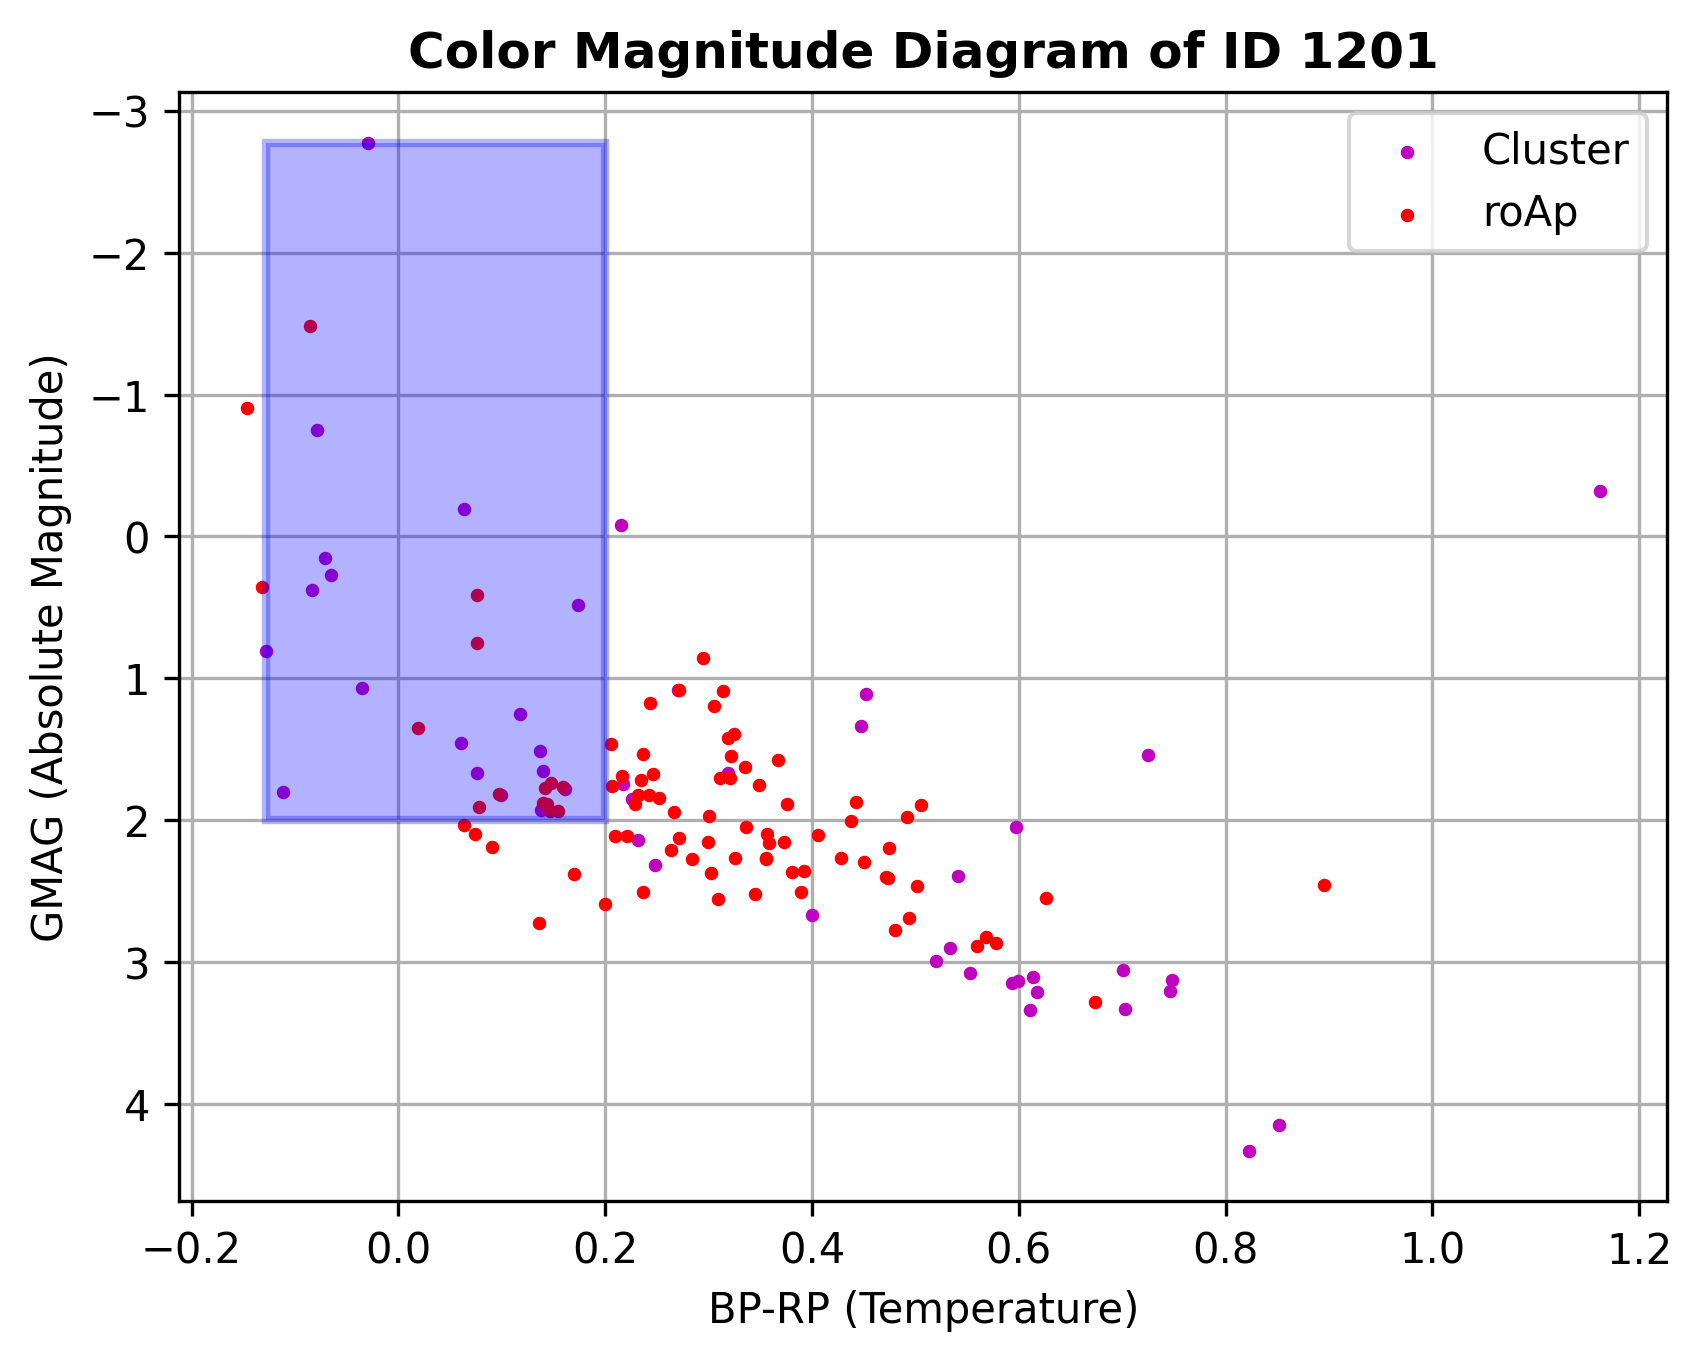 Color Magnitude Diagram of ID 1201
−3
−2
−1
0
1
2
3
4
GMAG (Absolute Magnitude)
Cluster
roAp
−0.2 0.0 0.2 0.4 0.6 0.8 1.0 1.2
BP-RP (Temperature)